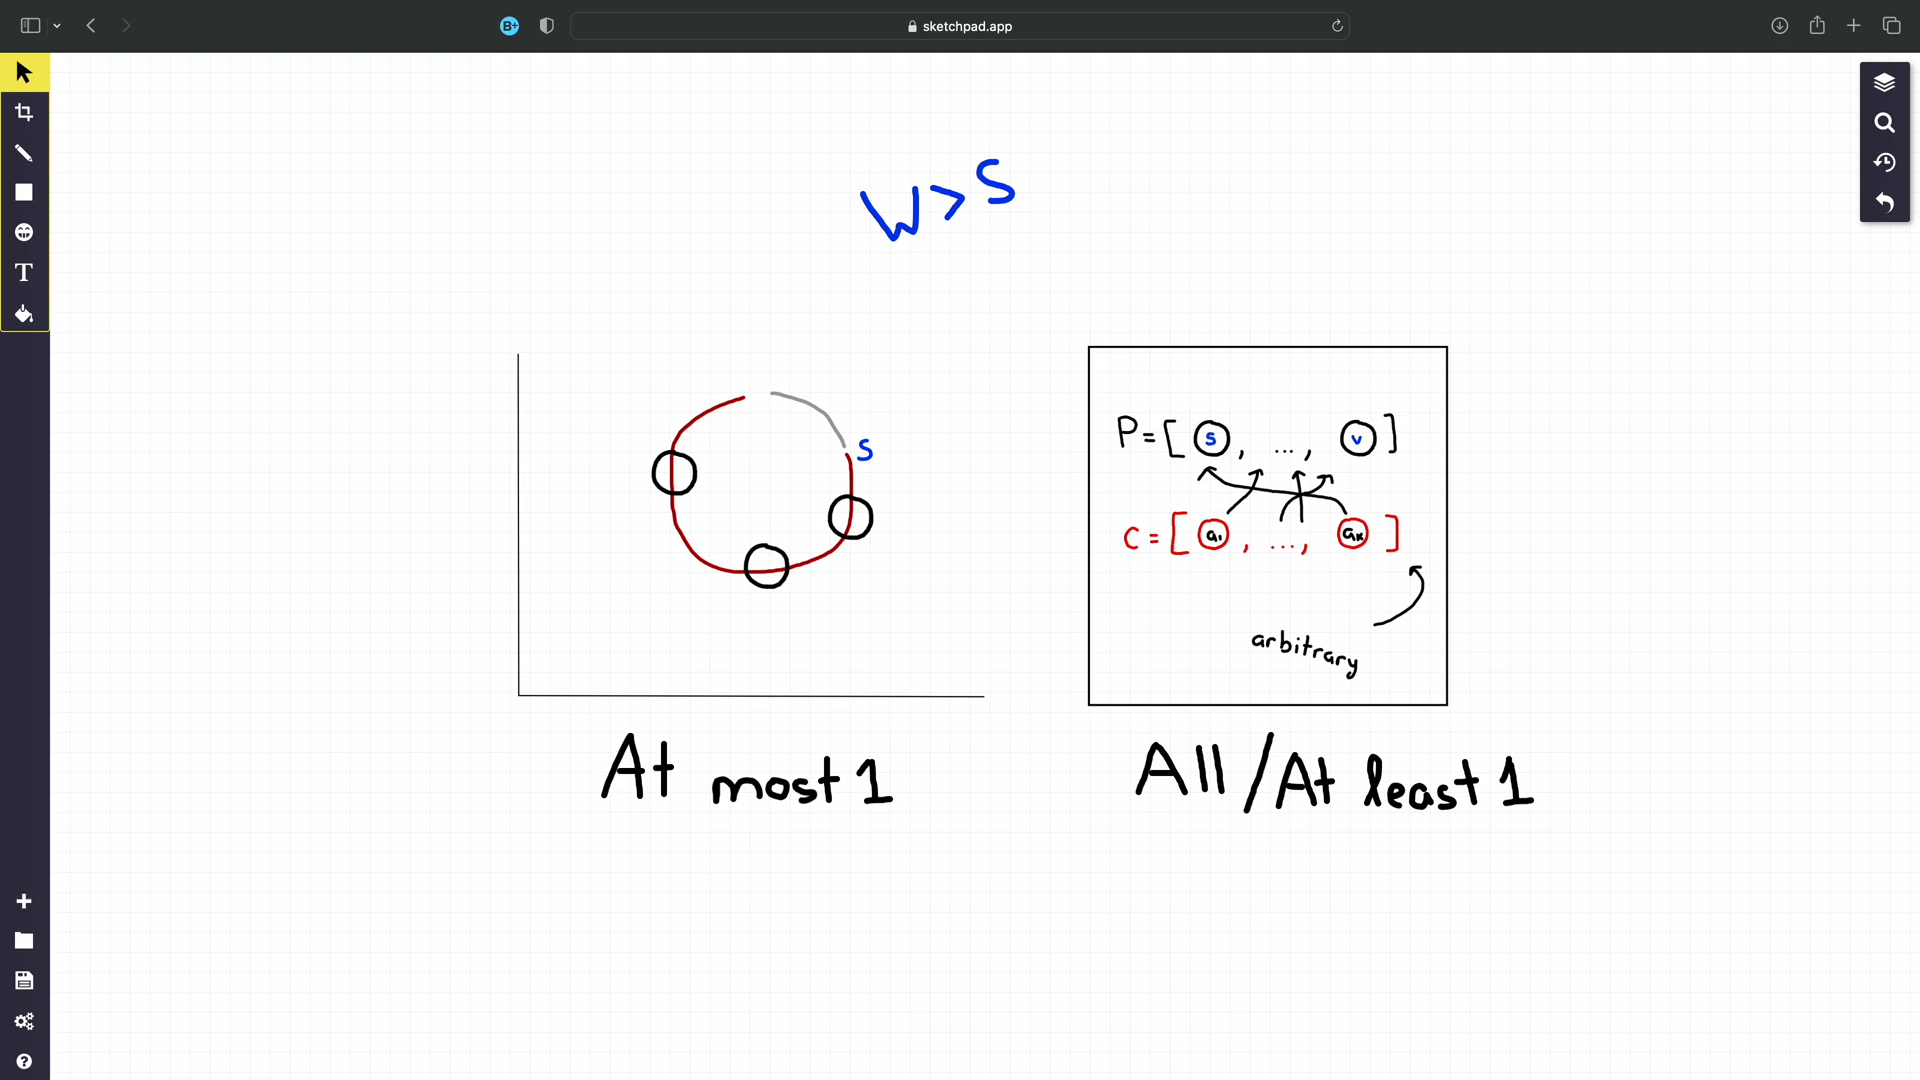 B+
sketchpad.app
T
W>S
S
P=[ s, ..., v ]
C=[ a₁, ..., aₖ ]
arbitrary
At most 1
All/At least 1
?